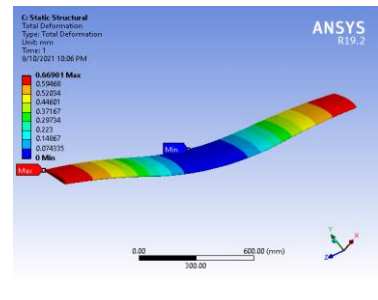 C: Static Structural
Total Deformation
Type: Total Deformation
Unit: mm
Time: 1
8/10/2021 10:06 PM
ANSYS
R19.2
0.66901 Max
0.59468
0.52034
0.44601
0.37167
0.29734
0.223
0.14867
0.074335
0 Min
Min
Max
0.00
600.00 (mm)
300.00
Y
X
Z